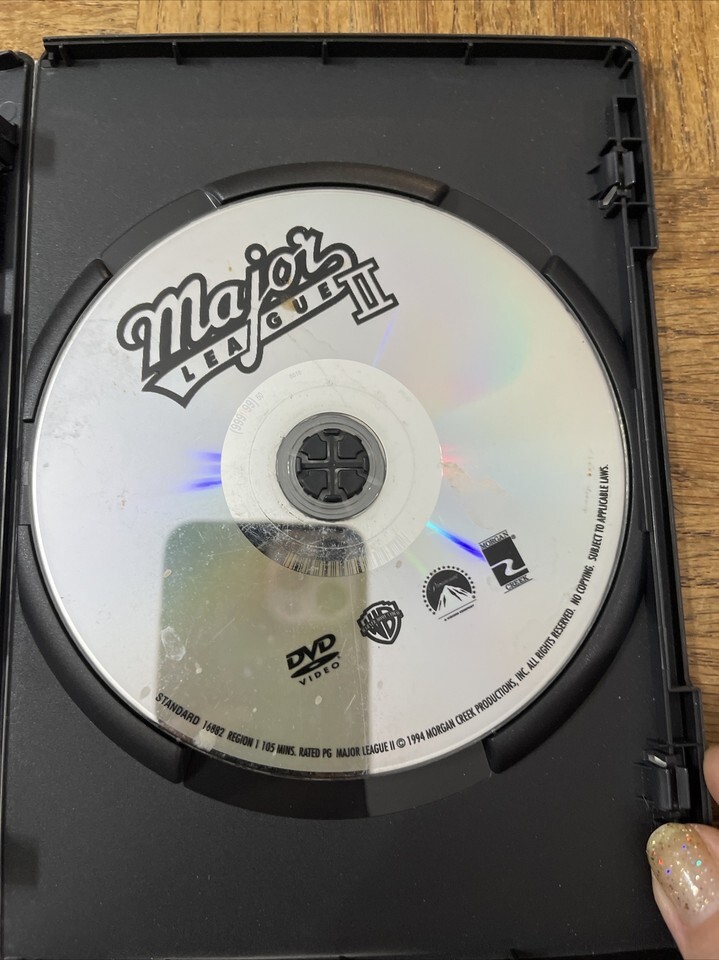 Major
LEAGUE II
MORGAN
CREEK
Paramount
DVD
VIDEO
STANDARD 16882 REGION 1 105 MINS. RATED PG MAJOR LEAGUE II © 1994 MORGAN CREEK PRODUCTIONS, INC. ALL RIGHTS RESERVED. NO COPYING. SUBJECT TO APPLICABLE LAWS.